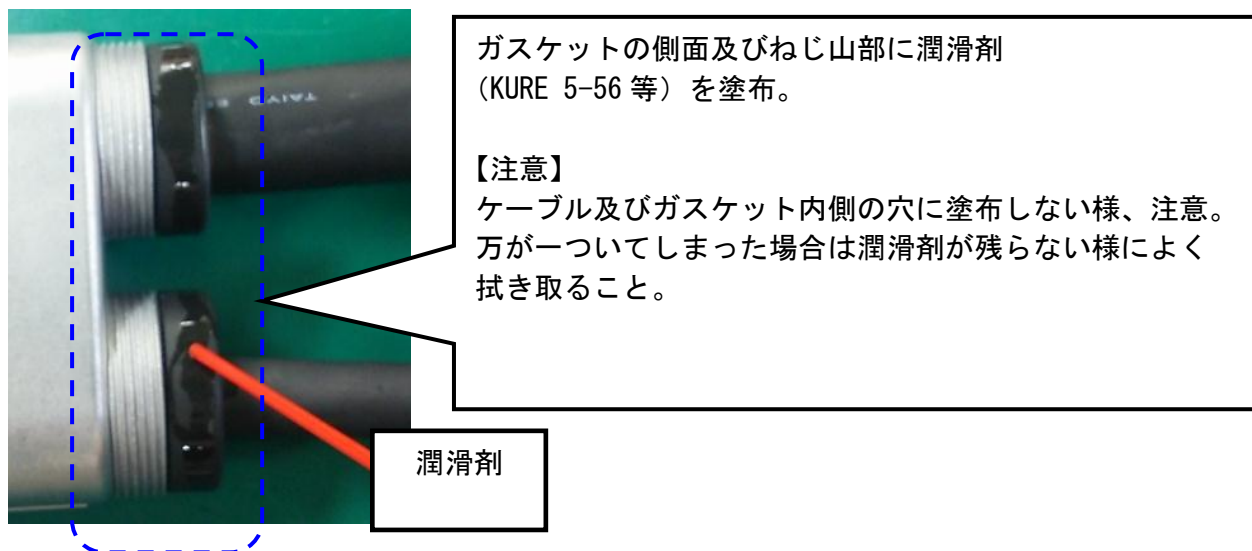 ガスケットの側面及びねじ山部に潤滑剤
（KURE 5-56 等）を塗布。
【注意】
ケーブル及びガスケット内側の穴に塗布しない様、注意。
万が一ついてしまった場合は潤滑剤が残らない様によく
拭き取ること。
潤滑剤
TAIYO